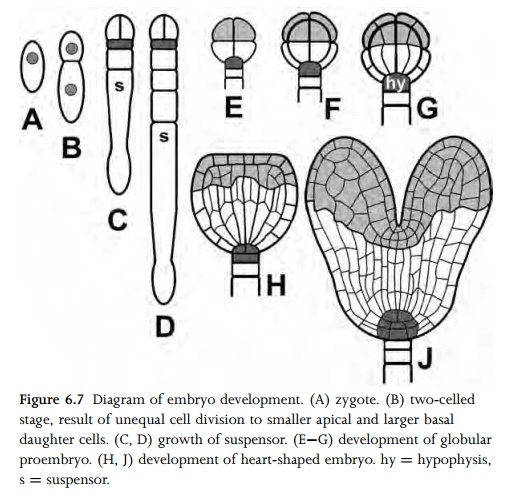 A
B
s
C
s
D
E
F
hy
G
H
J
Figure 6.7 Diagram of embryo development. (A) zygote. (B) two-celled
stage, result of unequal cell division to smaller apical and larger basal
daughter cells. (C, D) growth of suspensor. (E–G) development of globular
proembryo. (H, J) development of heart-shaped embryo. hy = hypophysis,
s = suspensor.